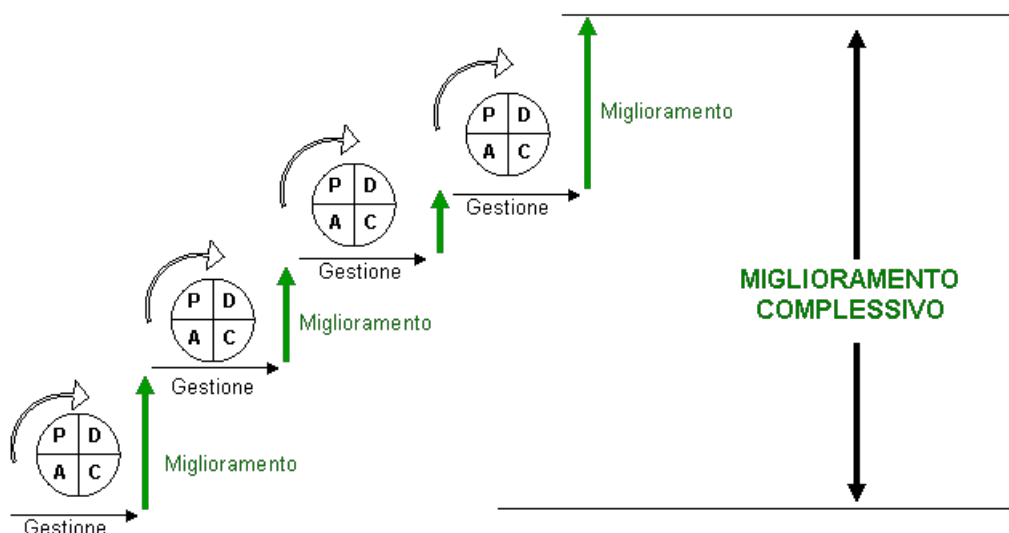 P D
A C
Miglioramento
Gestione
P D
A C
Gestione
Miglioramento
P D
A C
Gestione
Miglioramento
P D
A C
Gestione
MIGLIORAMENTO
COMPLESSIVO